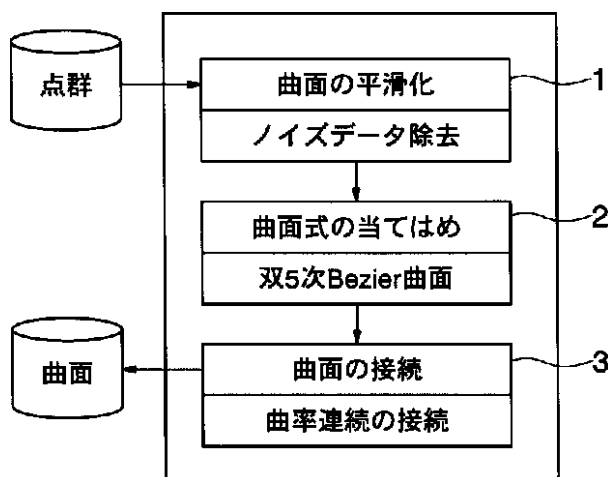 点群
曲面の平滑化
1
ノイズデータ除去
曲面式の当てはめ
2
双5次Bezier曲面
曲面
曲面の接続
3
曲率連続の接続